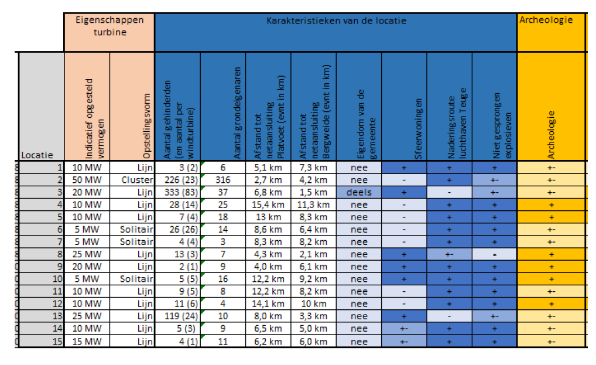 Eigenschappen turbine Karakteristieken van de locatie Archeologie
Locatie Indicatief opgesteld vermogen Opstellingsvorm Aantal gehinderden (en aantal per windturbine) Aantal grondeigenaren Afstand tot netaansluiting Platvoet (evnt in km) Afstand tot netaansluiting Bergweide (evnt in km) Eigendom van de gemeente Sfeerwoningen Naderingsroute luchthaven Teuge Niet gesprongen explosieven Archeologie
1 10 MW Lijn 3 (2) 6 5,1 km 7,3 km nee + + + +-
2 50 MW Cluster 226 (23) 316 2,7 km 4,2 km nee - + +- +-
3 20 MW Lijn 333 (83) 37 6,8 km 1,5 km deels + - +- +-
4 10 MW Lijn 28 (14) 25 15,4 km 11,3 km nee - + + +
5 10 MW Lijn 7 (4) 18 13 km 8,3 km nee - + + +
6 5 MW Solitair 26 (26) 14 8,6 km 6,4 km nee - + + +-
7 5 MW Solitair 4 (4) 3 8,3 km 8,2 km nee - + + +-
8 25 MW Lijn 13 (3) 7 4,3 km 2,1 km nee + +- - +
9 20 MW Lijn 2 (1) 9 4,0 km 6,1 km nee + + + +
10 5 MW Solitair 5 (5) 16 12,2 km 9,2 km nee + + + +
11 10 MW Lijn 9 (5) 8 12,2 km 8,2 km nee - + + +-
12 10 MW Lijn 11 (6) 4 14,1 km 10 km nee - + + +
13 25 MW Lijn 119 (24) 10 8,0 km 3,3 km nee + - +- +
14 10 MW Lijn 5 (3) 9 6,5 km 5,0 km nee +- + + +-
15 15 MW Lijn 4 (1) 11 6,2 km 6,0 km nee +- + + +-